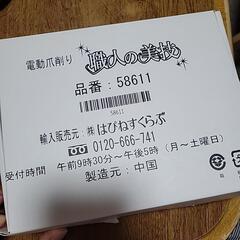 電動爪削り 職人の美技
品番：58611
58611
輸入販売元：㈱はぴねすくらぶ
0120-666-741
受付時間 午前9時30分～午後5時（月～土曜日）
製造元：中国